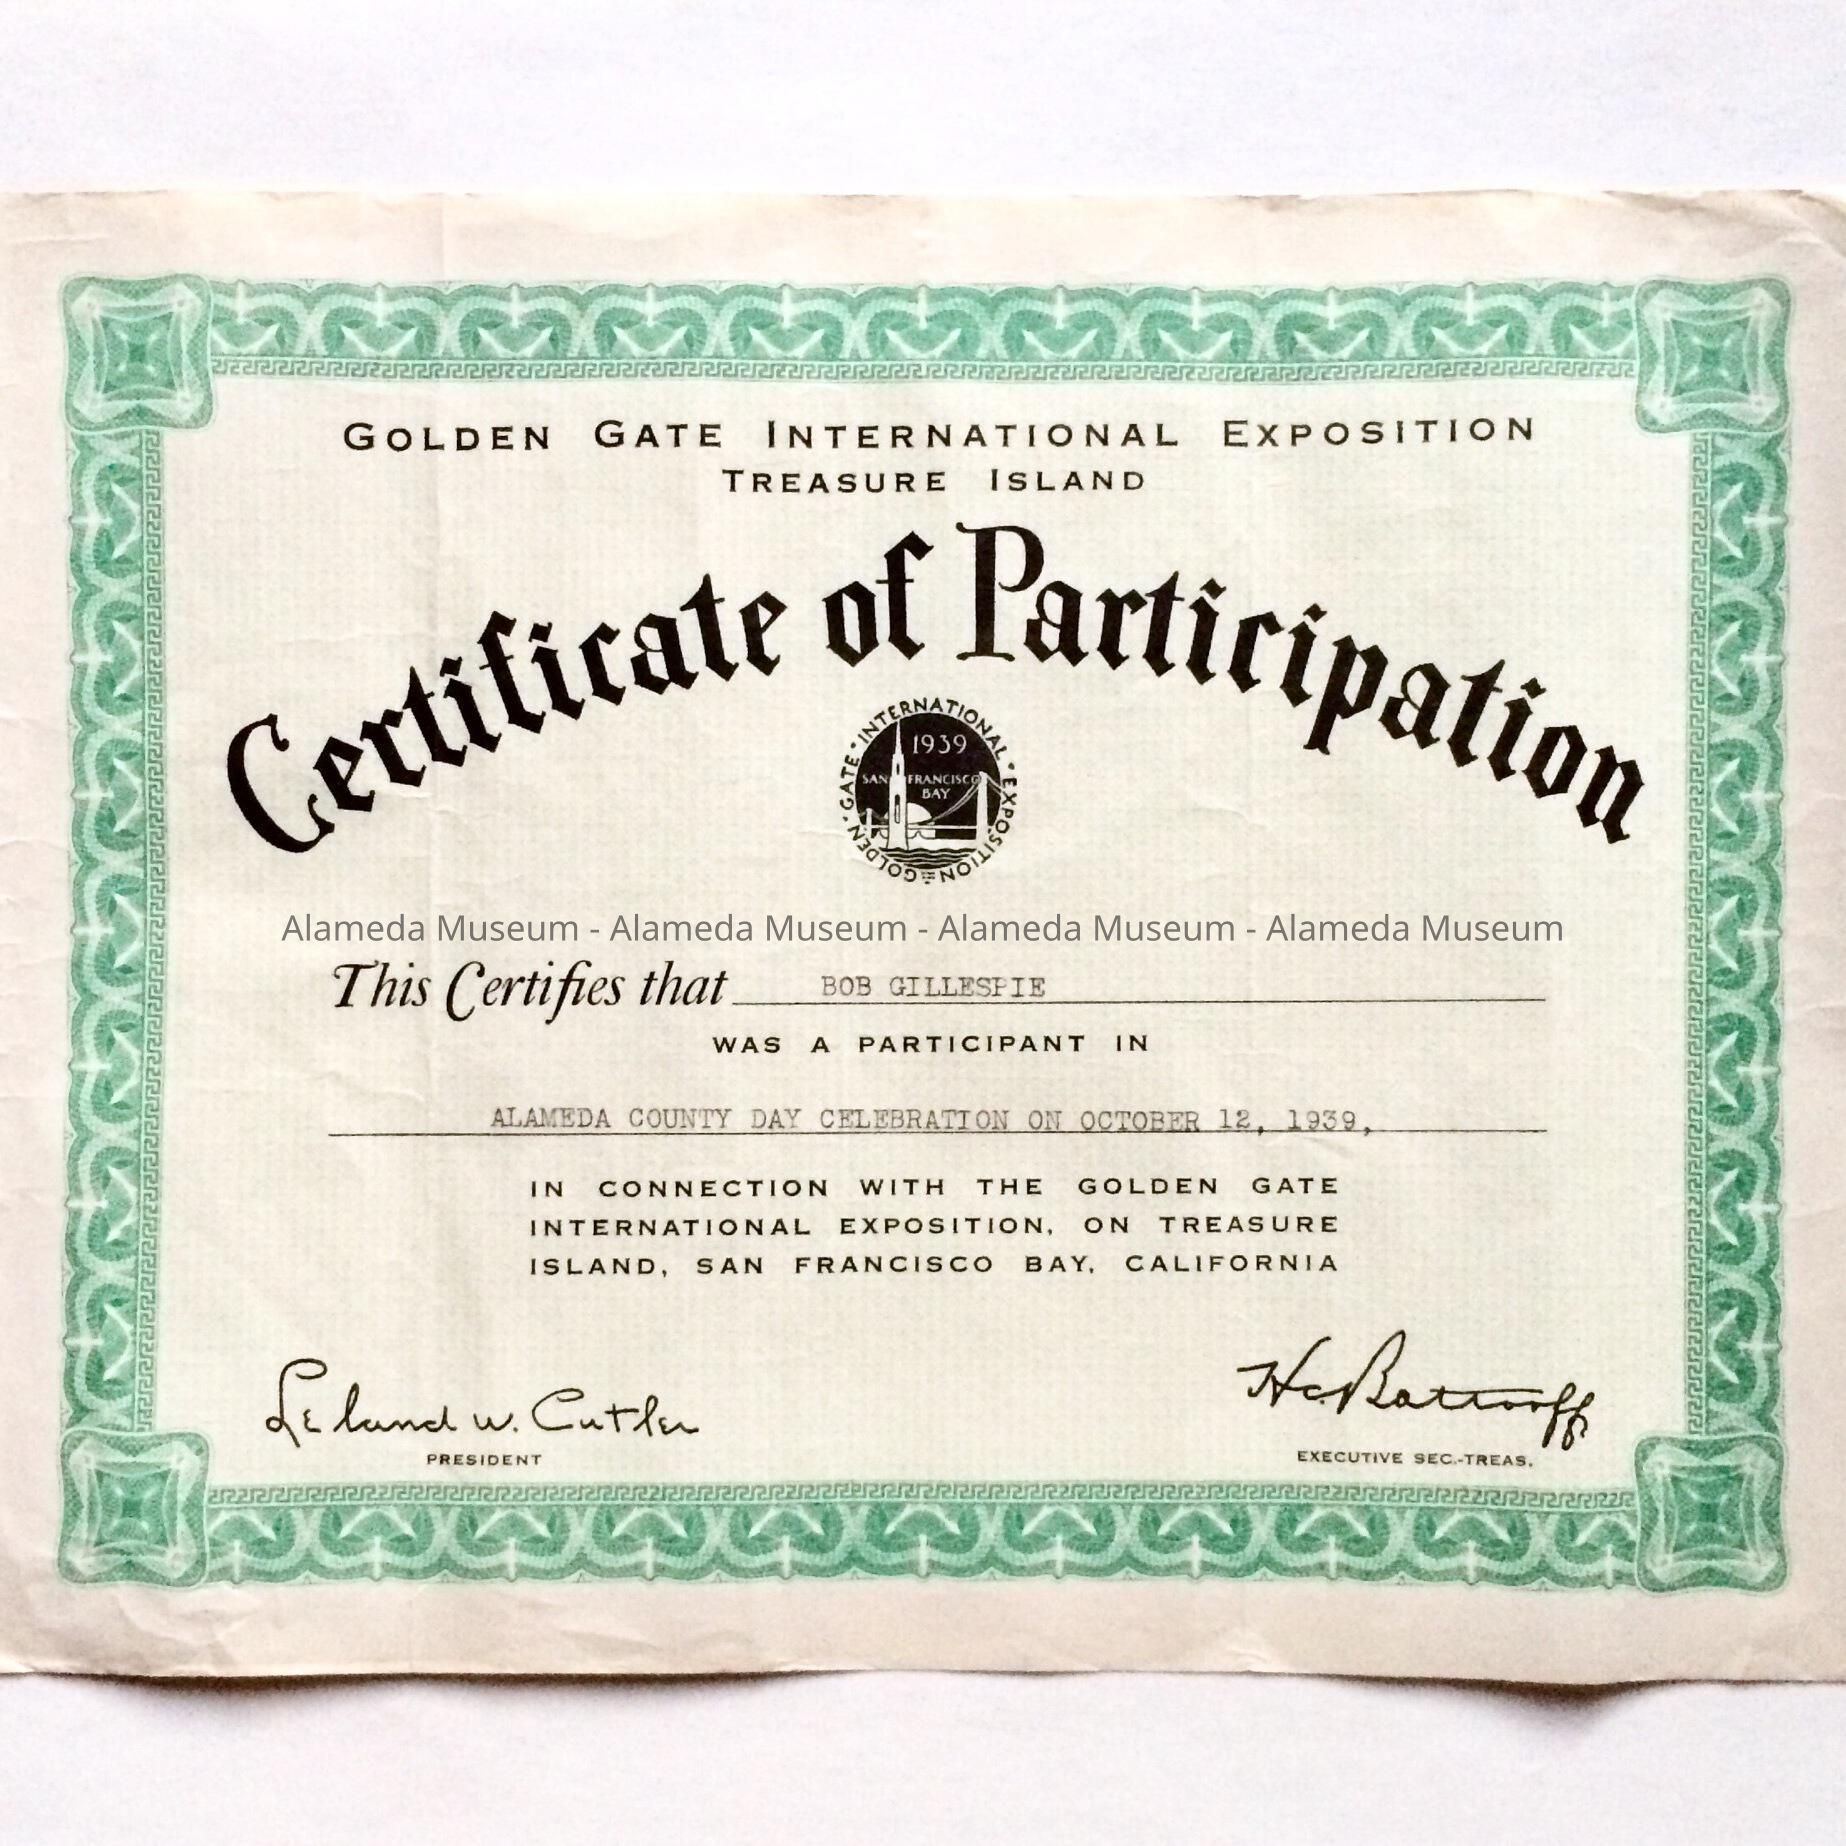 GOLDEN GATE INTERNATIONAL EXPOSITION
TREASURE ISLAND
Certificate of Participation
GOLDEN · GATE · INTERNATIONAL · EXPOSITION
1939
SAN FRANCISCO
BAY
Alameda Museum - Alameda Museum - Alameda Museum - Alameda Museum
This Certifies that BOB GILLESPIE
WAS A PARTICIPANT IN
ALAMEDA COUNTY DAY CELEBRATION ON OCTOBER 12, 1939,
IN CONNECTION WITH THE GOLDEN GATE
INTERNATIONAL EXPOSITION, ON TREASURE
ISLAND, SAN FRANCISCO BAY, CALIFORNIA
Leland W. Cutler
PRESIDENT
H.C. Bottorff
EXECUTIVE SEC.-TREAS.